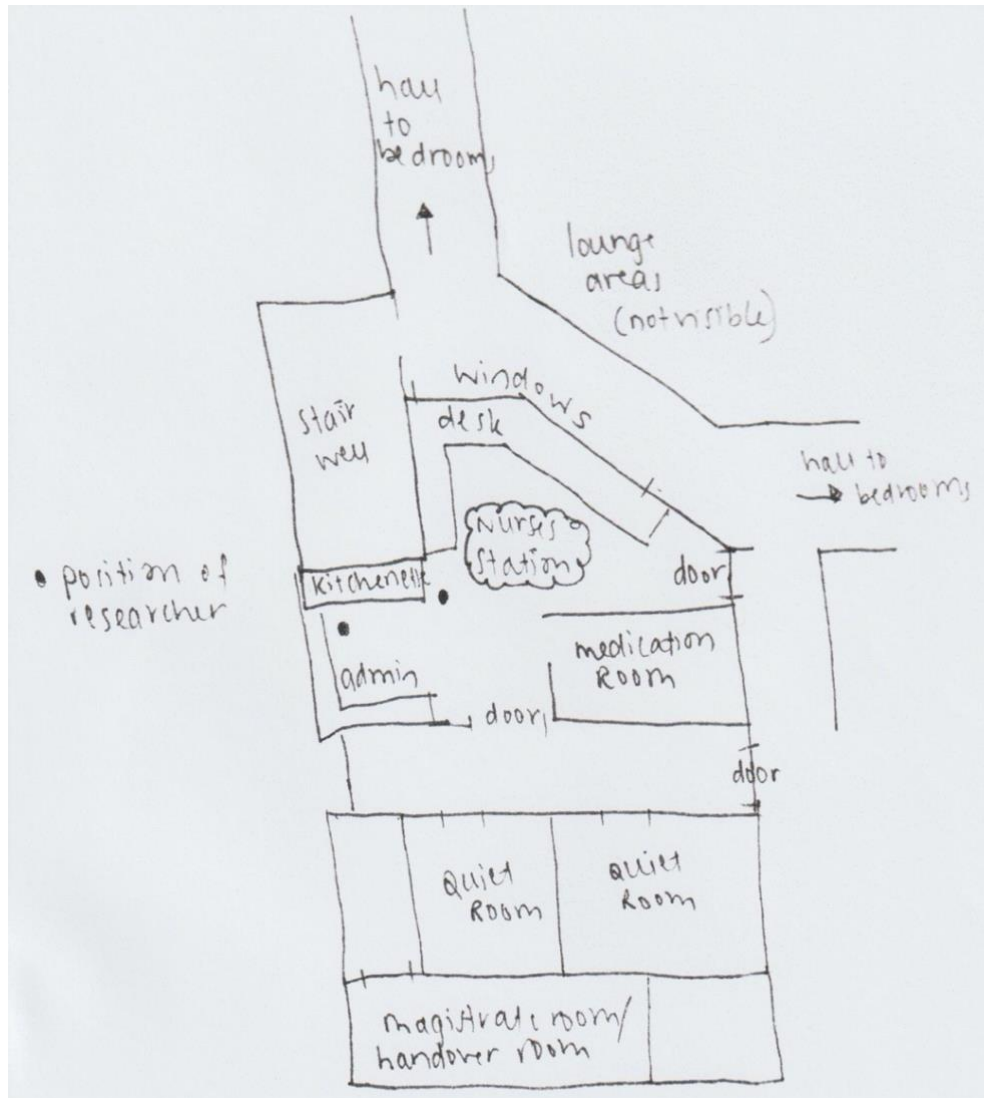 hall
to
bedrooms
lounge
areas
(not visible)
windows
desk
stair
well
hall to
bedrooms
Nurses
Station
• position of
researcher
kitchenette
door
medication
Room
admin
door
door
Quiet
Room
Quiet
Room
magistrate room/
handover room